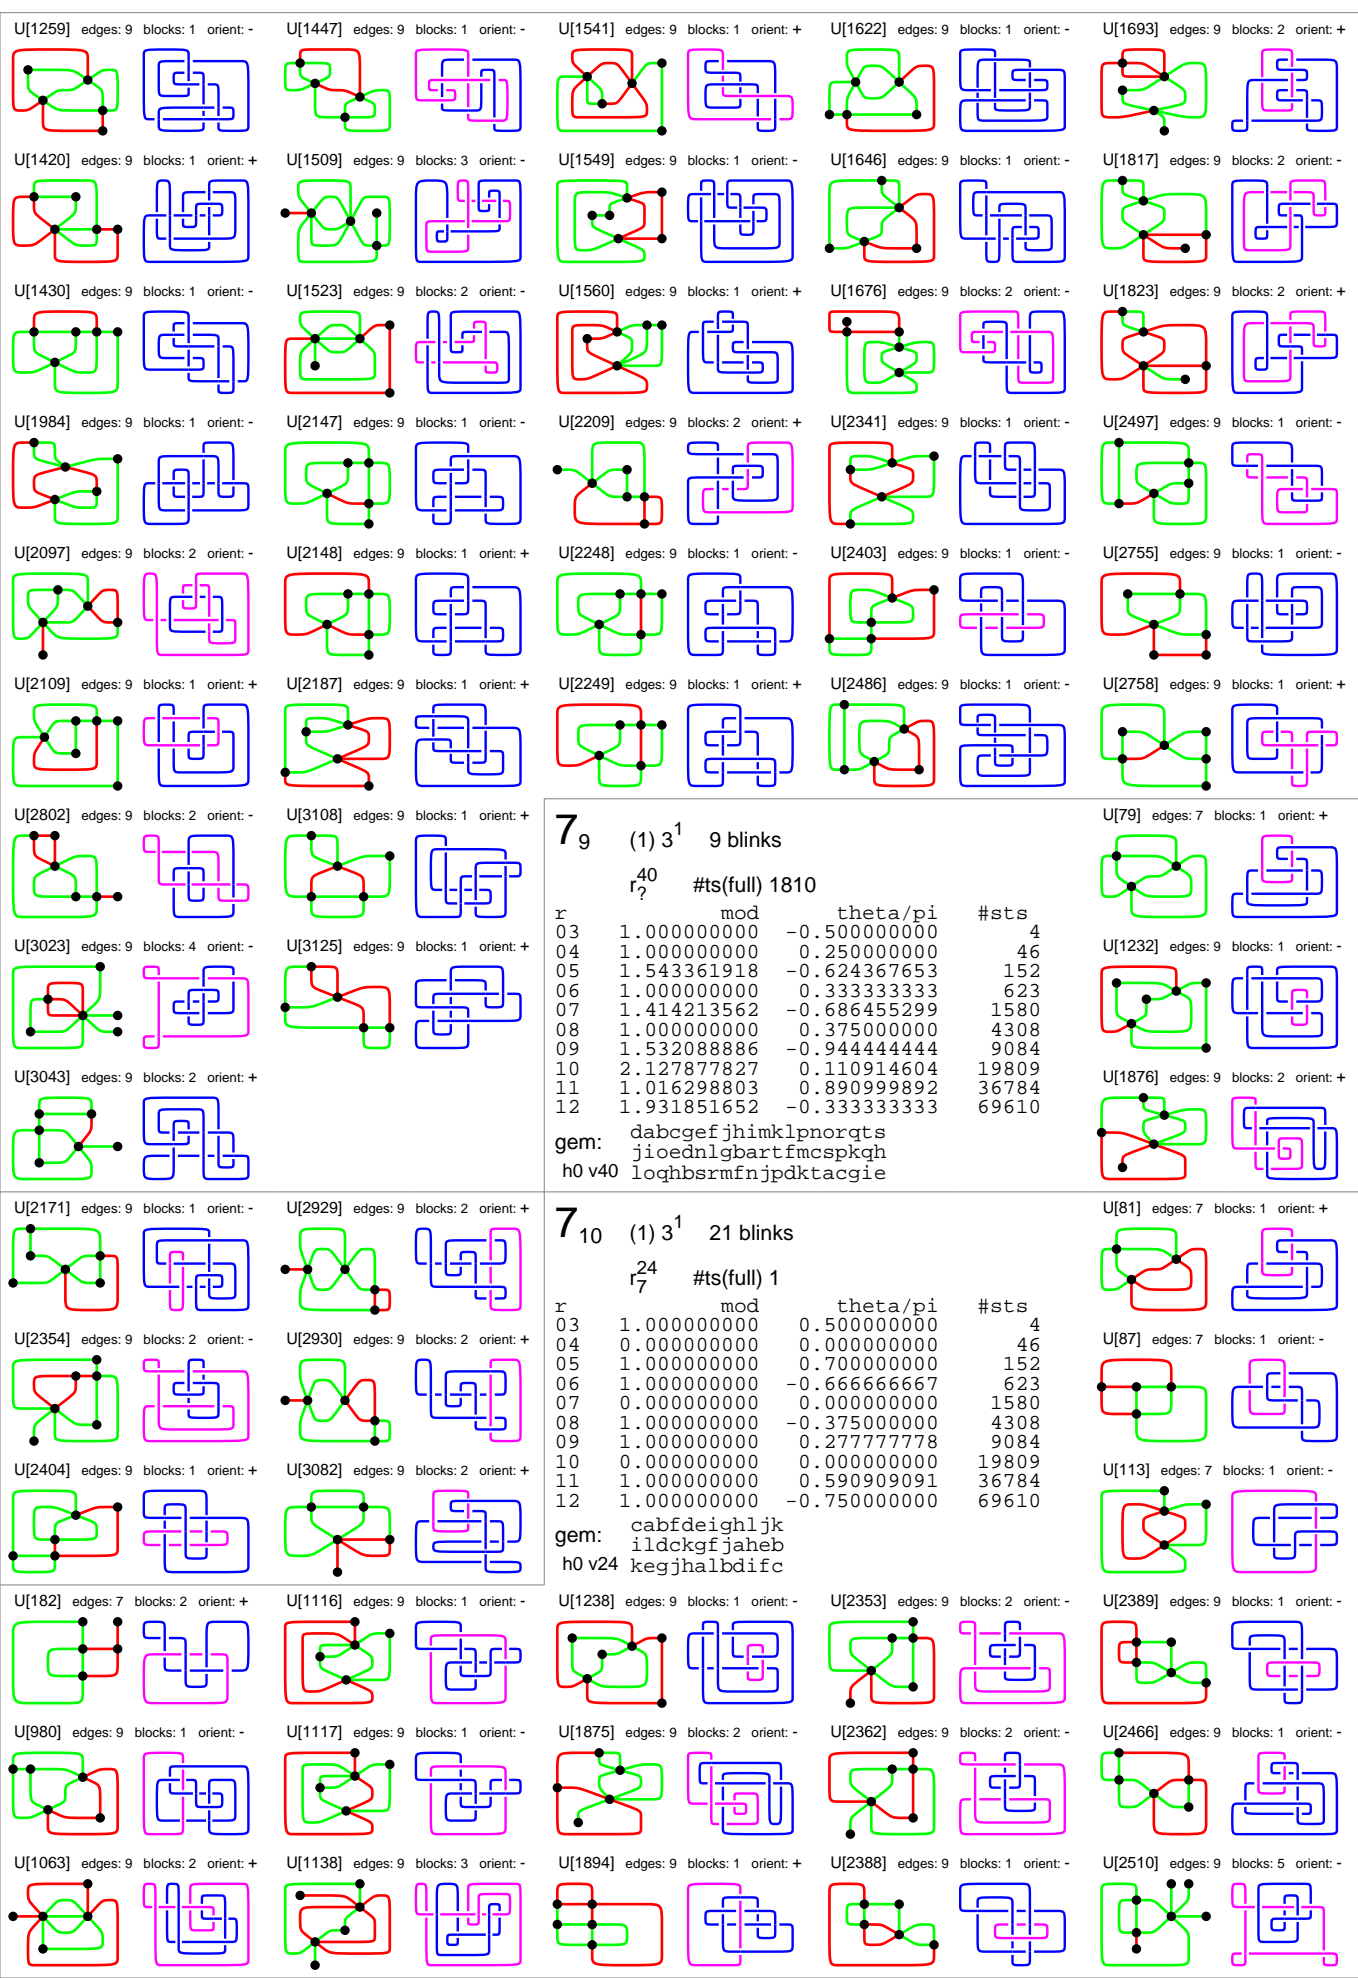 U[1259] edges: 9 blocks: 1 orient: - U[1447] edges: 9 blocks: 1 orient: - U[1541] edges: 9 blocks: 1 orient: + U[1622] edges: 9 blocks: 1 orient: - U[1693] edges: 9 blocks: 2 orient: +
U[1420] edges: 9 blocks: 1 orient: + U[1509] edges: 9 blocks: 3 orient: - U[1549] edges: 9 blocks: 1 orient: - U[1646] edges: 9 blocks: 1 orient: - U[1817] edges: 9 blocks: 2 orient: -
U[1430] edges: 9 blocks: 1 orient: - U[1523] edges: 9 blocks: 2 orient: - U[1560] edges: 9 blocks: 1 orient: + U[1676] edges: 9 blocks: 2 orient: - U[1823] edges: 9 blocks: 2 orient: +
U[1984] edges: 9 blocks: 1 orient: - U[2147] edges: 9 blocks: 1 orient: - U[2209] edges: 9 blocks: 2 orient: + U[2341] edges: 9 blocks: 1 orient: - U[2497] edges: 9 blocks: 1 orient: -
U[2097] edges: 9 blocks: 2 orient: - U[2148] edges: 9 blocks: 1 orient: + U[2248] edges: 9 blocks: 1 orient: - U[2403] edges: 9 blocks: 1 orient: - U[2755] edges: 9 blocks: 1 orient: -
U[2109] edges: 9 blocks: 1 orient: + U[2187] edges: 9 blocks: 1 orient: + U[2249] edges: 9 blocks: 1 orient: + U[2486] edges: 9 blocks: 1 orient: - U[2758] edges: 9 blocks: 1 orient: +
U[2802] edges: 9 blocks: 2 orient: - U[3108] edges: 9 blocks: 1 orient: + U[79] edges: 7 blocks: 1 orient: +
7_9 (1) 3^1 9 blinks
r_?^40 #ts(full) 1810
r mod theta/pi #sts
03 1.000000000 -0.500000000 4
U[3023] edges: 9 blocks: 4 orient: - U[3125] edges: 9 blocks: 1 orient: + U[1232] edges: 9 blocks: 1 orient: -
04 1.000000000 0.250000000 46
05 1.543361918 -0.624367653 152
06 1.000000000 0.333333333 623
07 1.414213562 -0.686455299 1580
08 1.000000000 0.375000000 4308
09 1.532088886 -0.944444444 9084
10 2.127877827 0.110914604 19809
U[3043] edges: 9 blocks: 2 orient: + U[1876] edges: 9 blocks: 2 orient: +
11 1.016298803 0.890999892 36784
12 1.931851652 -0.333333333 69610
gem: dabcgefjhimklpnorqts
jioednlgbartfmcspkqh
h0 v40 loqhbsrmfnjpdktacgie
U[2171] edges: 9 blocks: 1 orient: - U[2929] edges: 9 blocks: 2 orient: + U[81] edges: 7 blocks: 1 orient: +
7_10 (1) 3^1 21 blinks
r_7^24 #ts(full) 1
r mod theta/pi #sts
03 1.000000000 0.500000000 4
U[2354] edges: 9 blocks: 2 orient: - U[2930] edges: 9 blocks: 2 orient: + U[87] edges: 7 blocks: 1 orient: -
04 0.000000000 0.000000000 46
05 1.000000000 0.700000000 152
06 1.000000000 -0.666666667 623
07 0.000000000 0.000000000 1580
08 1.000000000 -0.375000000 4308
09 1.000000000 0.277777778 9084
10 0.000000000 0.000000000 19809
U[2404] edges: 9 blocks: 1 orient: + U[3082] edges: 9 blocks: 2 orient: + U[113] edges: 7 blocks: 1 orient: -
11 1.000000000 0.590909091 36784
12 1.000000000 -0.750000000 69610
gem: cabfdeighljk
ildckgfjaheb
h0 v24 kegjhalbdifc
U[182] edges: 7 blocks: 2 orient: + U[1116] edges: 9 blocks: 1 orient: - U[1238] edges: 9 blocks: 1 orient: - U[2353] edges: 9 blocks: 2 orient: - U[2389] edges: 9 blocks: 1 orient: -
U[980] edges: 9 blocks: 1 orient: - U[1117] edges: 9 blocks: 1 orient: - U[1875] edges: 9 blocks: 2 orient: - U[2362] edges: 9 blocks: 2 orient: - U[2466] edges: 9 blocks: 1 orient: -
U[1063] edges: 9 blocks: 2 orient: + U[1138] edges: 9 blocks: 3 orient: - U[1894] edges: 9 blocks: 1 orient: + U[2388] edges: 9 blocks: 1 orient: - U[2510] edges: 9 blocks: 5 orient: -